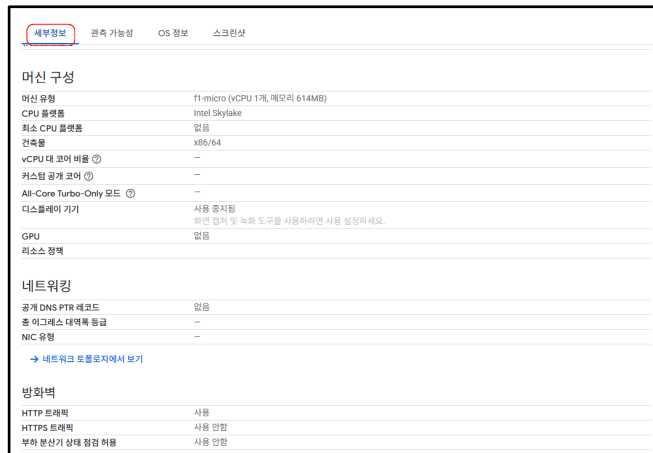 세부정보 관측 가능성 OS 정보 스크린샷
머신 구성
머신 유형 f1-micro (vCPU 1개, 메모리 614MB)
CPU 플랫폼 Intel Skylake
최소 CPU 플랫폼 없음
건축물 x86/64
vCPU 대 코어 비율 –
커스텀 공개 코어 –
All-Core Turbo-Only 모드 –
디스플레이 기기 사용 중지됨
화면 캡처 및 녹화 도구를 사용하려면 사용 설정하세요.
GPU 없음
리소스 정책
네트워킹
공개 DNS PTR 레코드 없음
총 이그레스 대역폭 등급 –
NIC 유형 –
→ 네트워크 토폴로지에서 보기
방화벽
HTTP 트래픽 사용
HTTPS 트래픽 사용 안함
부하 분산기 상태 점검 허용 사용 안함